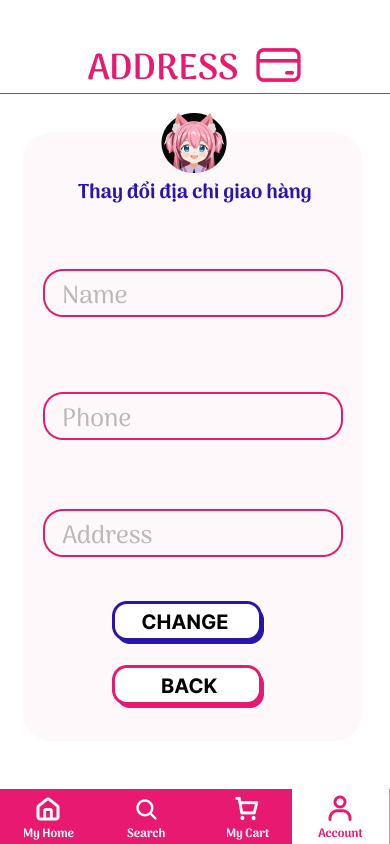 ADDRESS
Thay đổi địa chỉ giao hàng
Name
Phone
Address
CHANGE
BACK
My Home
Search
My Cart
Account